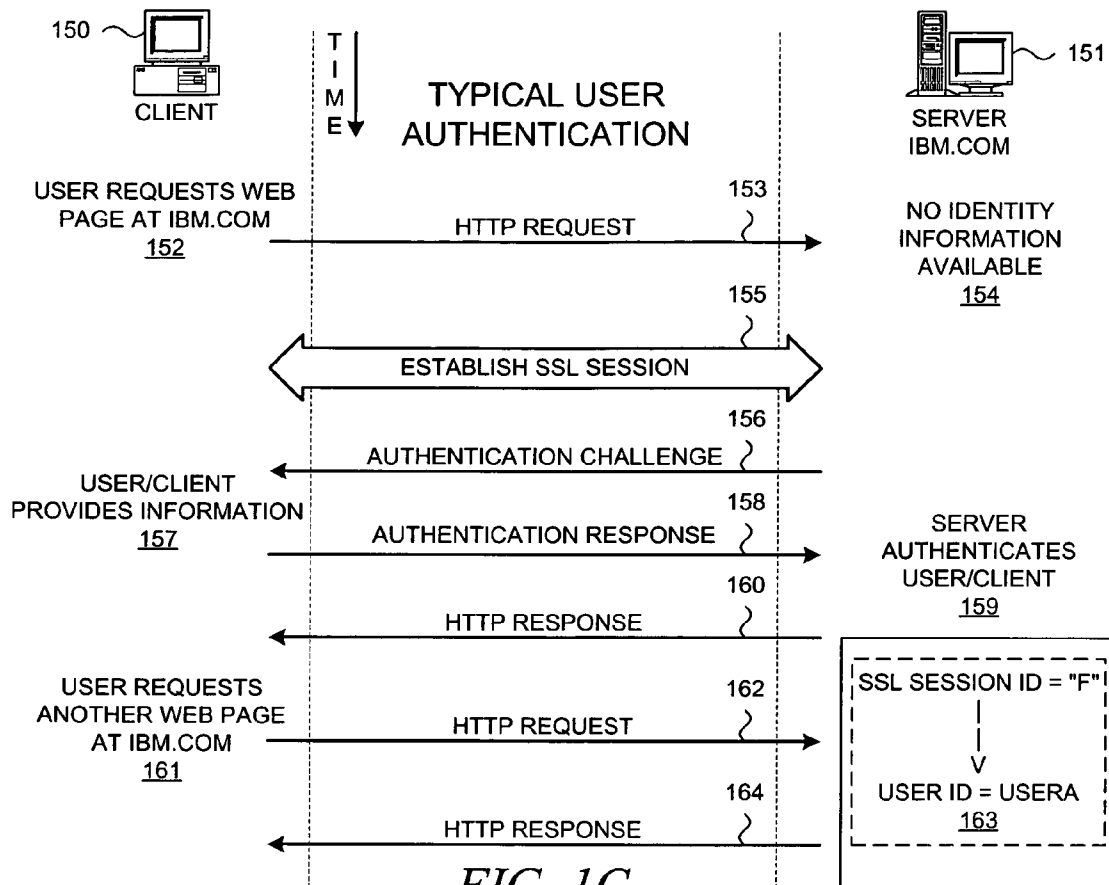 150
CLIENT
TIME
TYPICAL USER
AUTHENTICATION
151
SERVER
IBM.COM
USER REQUESTS WEB
PAGE AT IBM.COM
152
153
HTTP REQUEST
NO IDENTITY
INFORMATION
AVAILABLE
154
155
ESTABLISH SSL SESSION
156
AUTHENTICATION CHALLENGE
USER/CLIENT
PROVIDES INFORMATION
157
158
AUTHENTICATION RESPONSE
SERVER
AUTHENTICATES
USER/CLIENT
159
160
HTTP RESPONSE
USER REQUESTS
ANOTHER WEB PAGE
AT IBM.COM
161
162
HTTP REQUEST
SSL SESSION ID = "F"
USER ID = USERA
163
164
HTTP RESPONSE
FIG. 1C